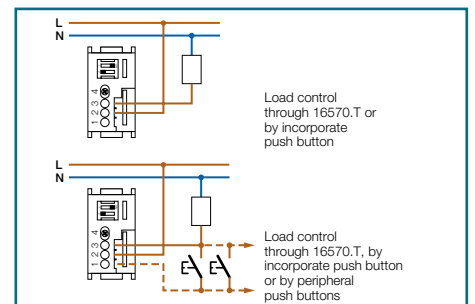 L
N
4
3
2
1
Load control
through 16570.T or
by incorporate
push button
L
N
4
3
2
1
Load control
through 16570.T, by
incorporate push button
or by peripheral
push buttons